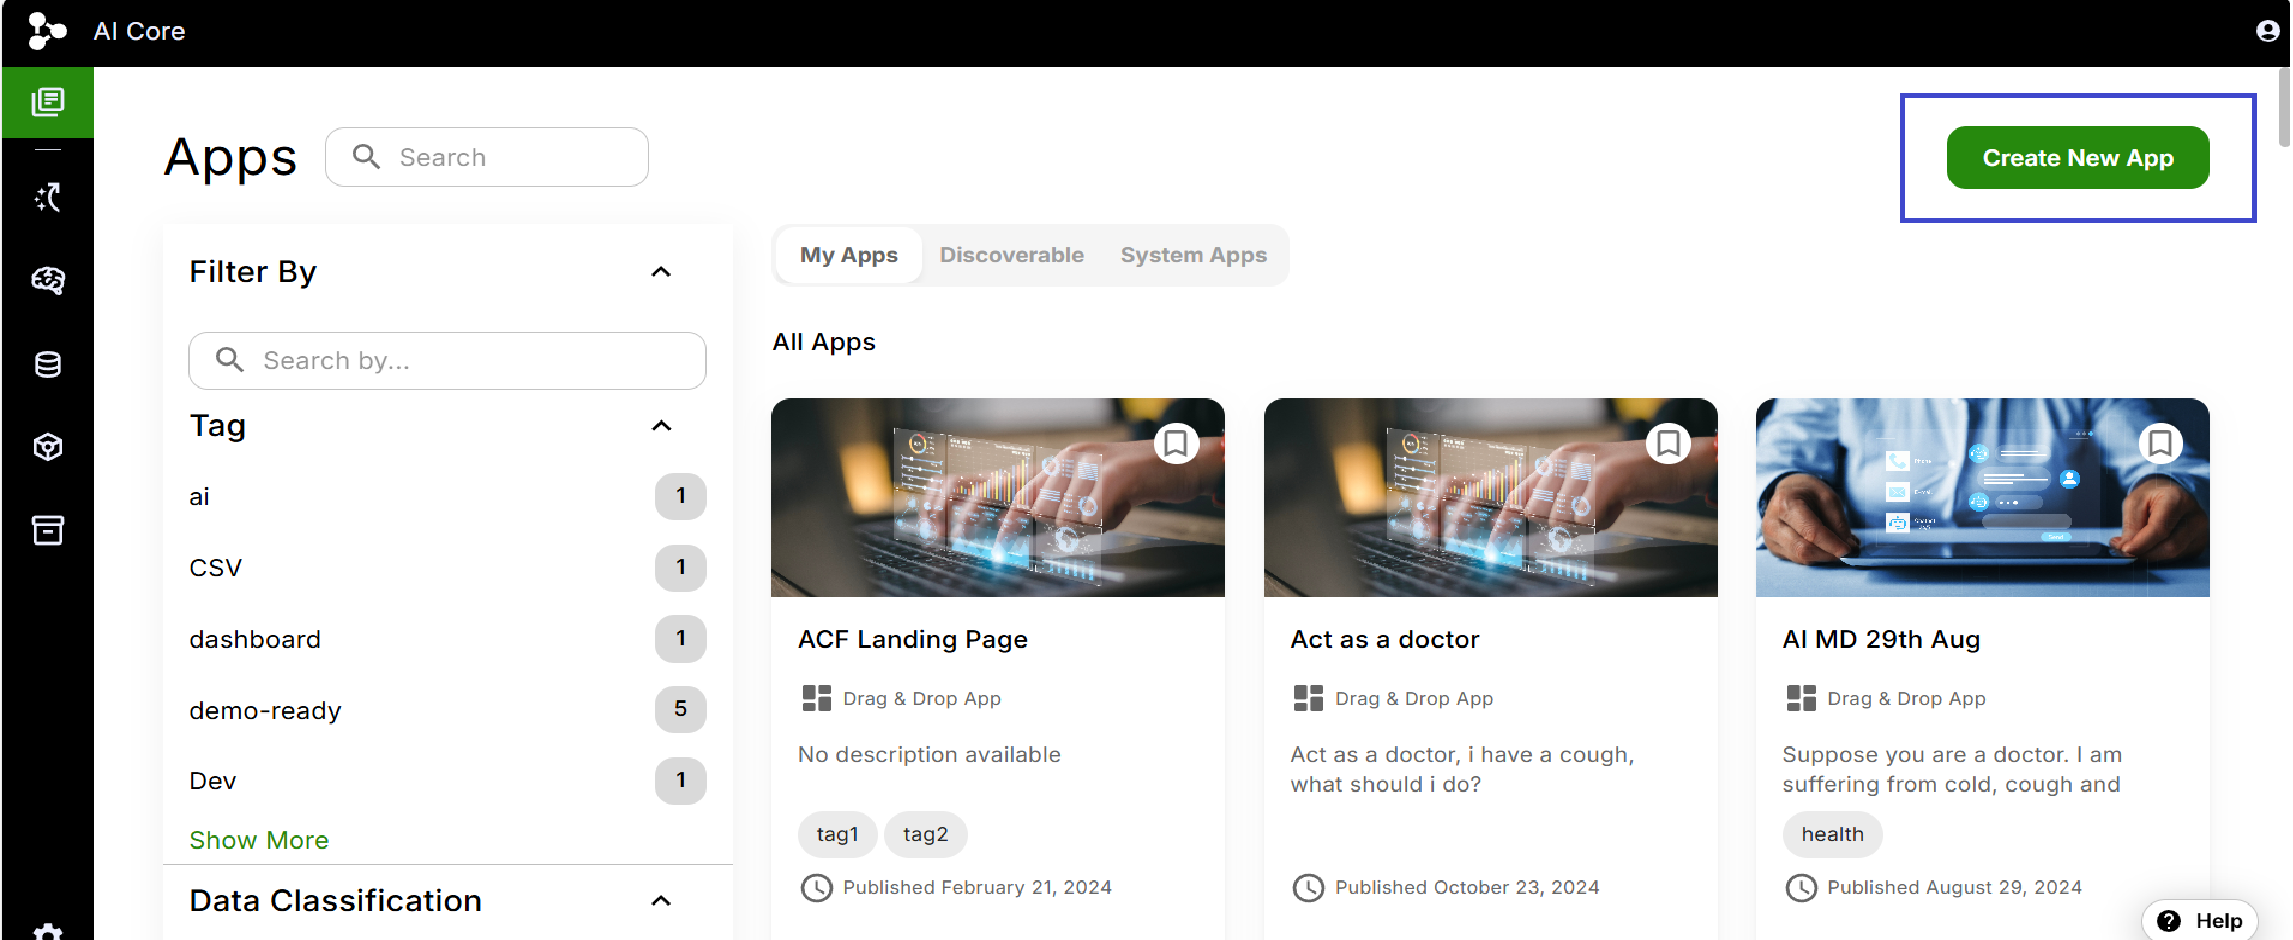 AI Core
Apps
Search
Create New App
Filter By
Search by...
Tag
ai 1
CSV 1
dashboard 1
demo-ready 5
Dev 1
Show More
Data Classification
My Apps Discoverable System Apps
All Apps
ACF Landing Page
Drag & Drop App
No description available
tag1 tag2
Published February 21, 2024
Act as a doctor
Drag & Drop App
Act as a doctor, i have a cough,
what should i do?
Published October 23, 2024
AI MD 29th Aug
Drag & Drop App
Suppose you are a doctor. I am
suffering from cold, cough and
health
Published August 29, 2024
Help